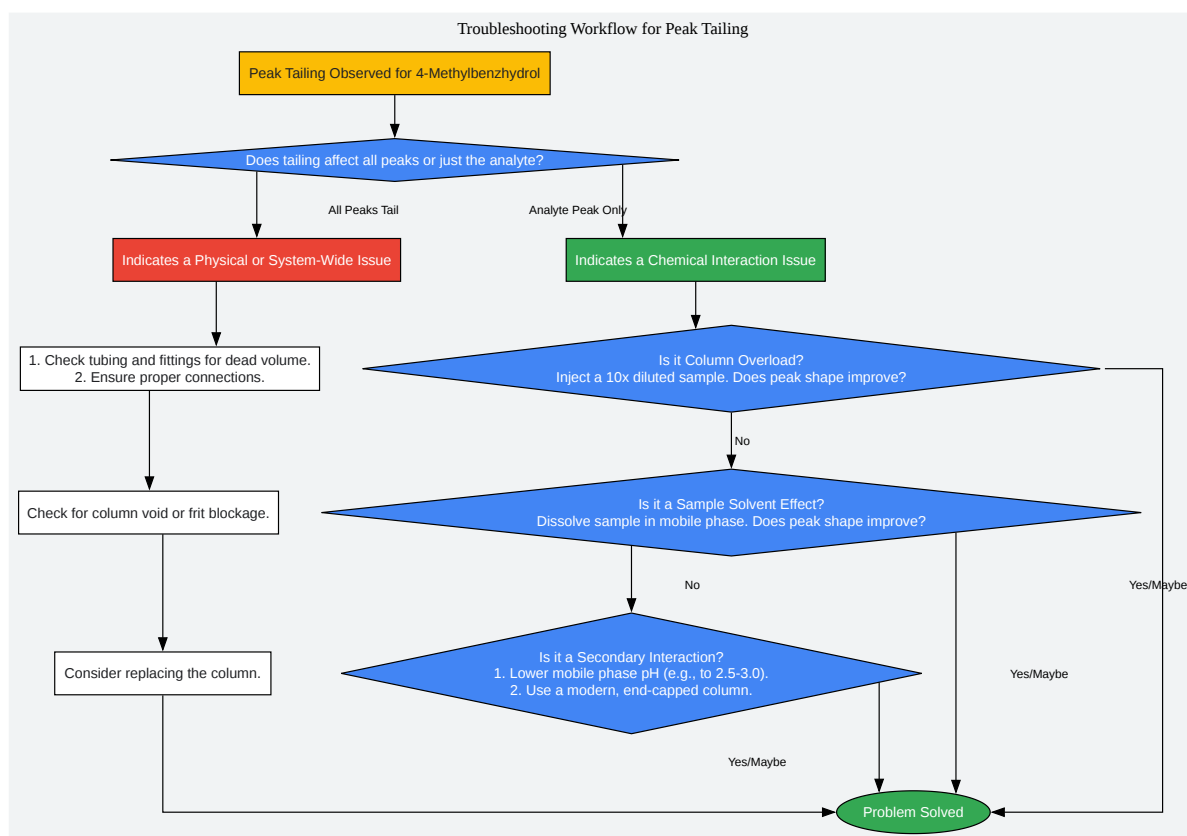 Troubleshooting Workflow for Peak Tailing
Peak Tailing Observed for 4-Methylbenzhydrol
Does tailing affect all peaks or just the analyte?
All Peaks Tail
Analyte Peak Only
Indicates a Physical or System-Wide Issue
Indicates a Chemical Interaction Issue
1. Check tubing and fittings for dead volume.
2. Ensure proper connections.
Is it Column Overload?
Inject a 10x diluted sample. Does peak shape improve?
No
Check for column void or frit blockage.
Is it a Sample Solvent Effect?
Dissolve sample in mobile phase. Does peak shape improve?
No
Yes/Maybe
Consider replacing the column.
Is it a Secondary Interaction?
1. Lower mobile phase pH (e.g., to 2.5-3.0).
2. Use a modern, end-capped column.
Yes/Maybe
Yes/Maybe
Problem Solved